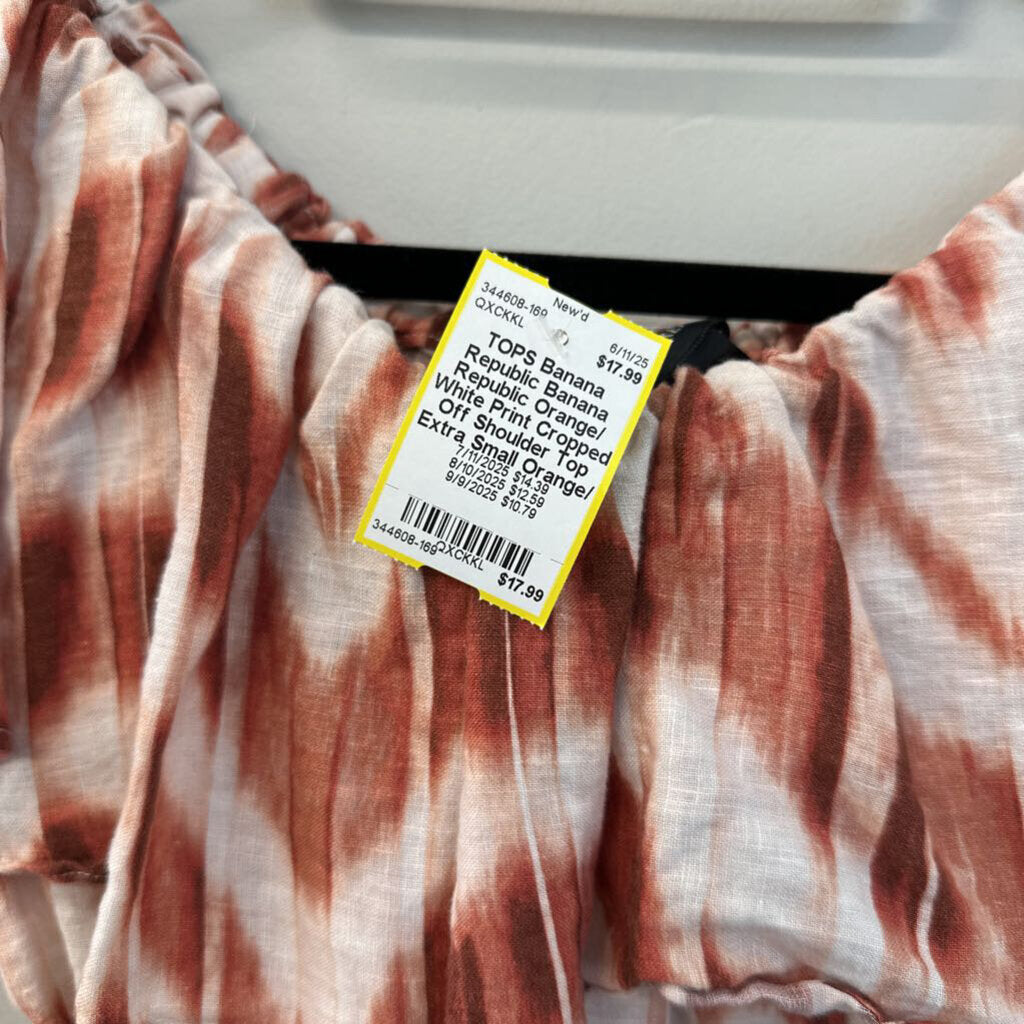 344608-169
New'd
QXCKKL
6/11/25
$17.99
TOPS Banana
Republic Banana
Republic Orange/
White Print Cropped
Off Shoulder Top
Extra Small Orange/
7/11/2025 $14.39
8/10/2025 $12.59
9/9/2025 $10.79
344608-169
QXCKKL
$17.99